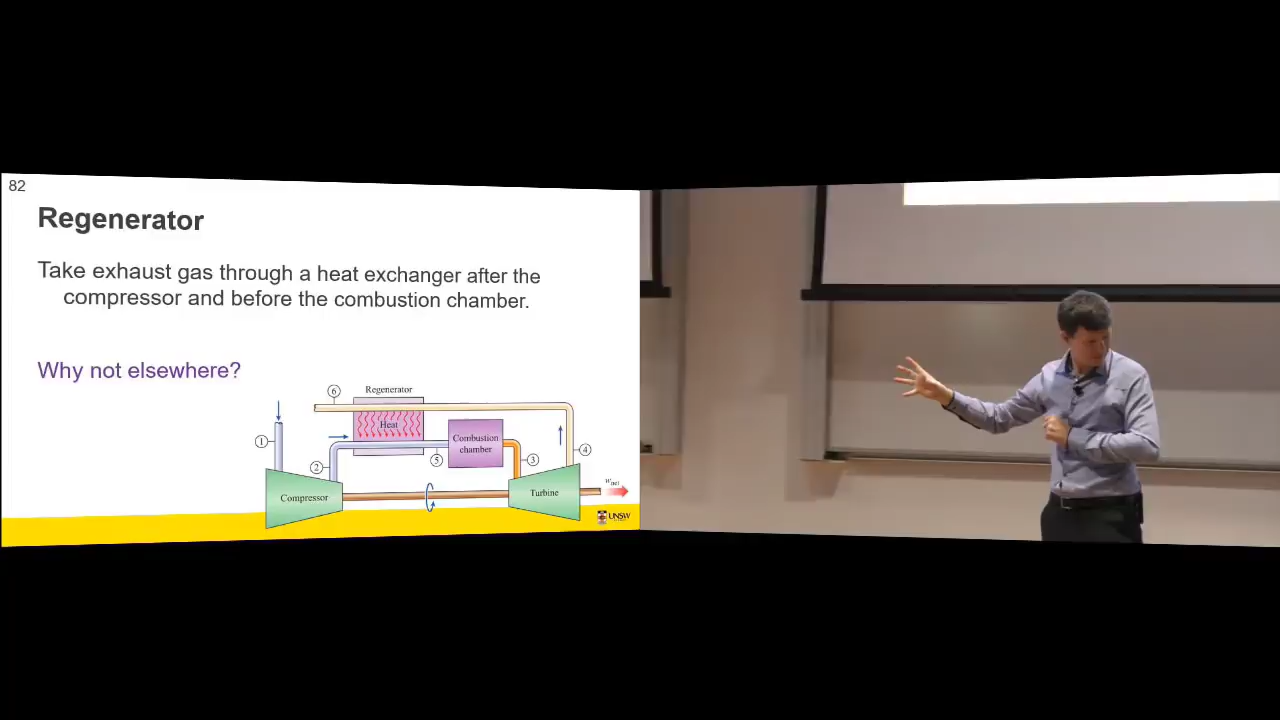 82
Regenerator
Take exhaust gas through a heat exchanger after the
compressor and before the combustion chamber.
Why not elsewhere?
6
Regenerator
Heat
1
2
5
Combustion
chamber
3
4
Compressor
Turbine
wnet
UNSW